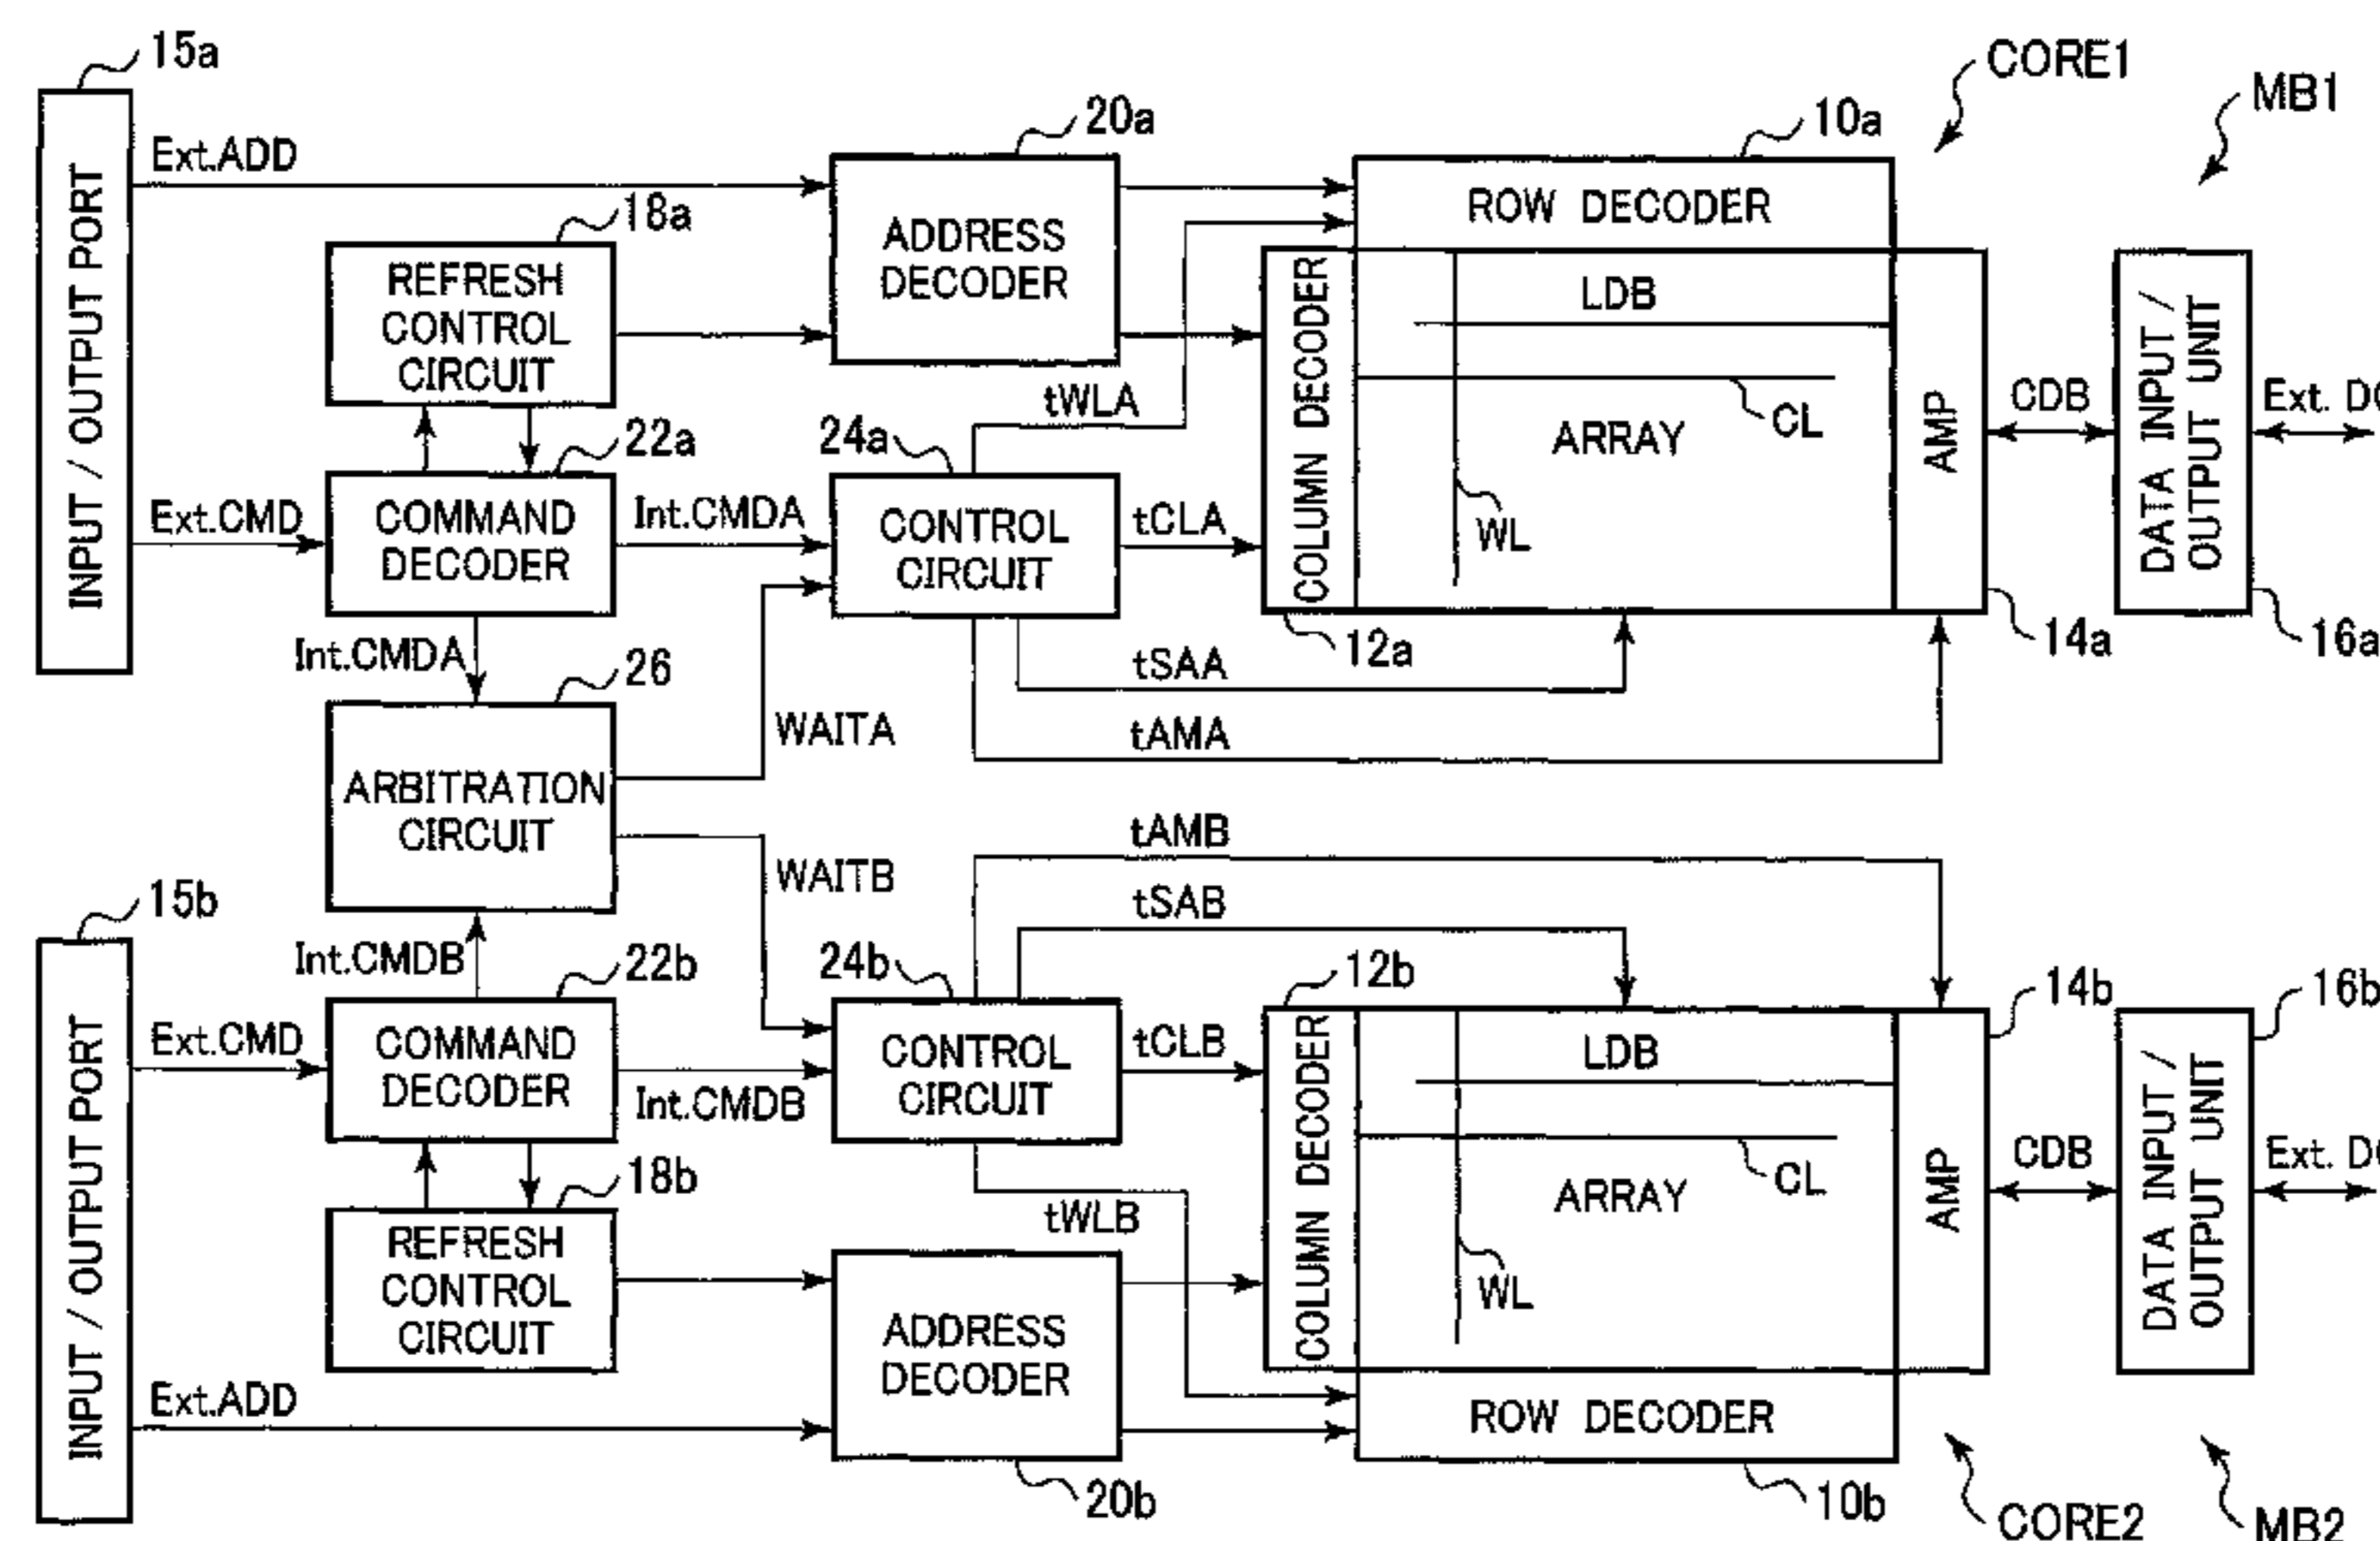 15a
CORE1
MB1
20a
10a
Ext.ADD
INPUT / OUTPUT PORT
18a
ADDRESS
DECODER
ROW DECODER
REFRESH
CONTROL
CIRCUIT
COLUMN DECODER
LDB
DATA INPUT /
OUTPUT UNIT
tWLA
CL
AMP
CDB
Ext. DQ
22a
24a
ARRAY
Ext.CMD
COMMAND
DECODER
Int.CMDA
CONTROL
CIRCUIT
tCLA
WL
Int.CMDA
26
12a
14a
16a
tSAA
WAITA
tAMA
ARBITRATION
CIRCUIT
tAMB
WAITB
tSAB
15b
Int.CMDB
22b
24b
12b
14b
16b
INPUT / OUTPUT PORT
Ext.CMD
COMMAND
DECODER
Int.CMDB
CONTROL
CIRCUIT
tCLB
COLUMN DECODER
LDB
DATA INPUT /
OUTPUT UNIT
CL
AMP
CDB
Ext. DQ
18b
tWLB
ARRAY
REFRESH
CONTROL
CIRCUIT
WL
ADDRESS
DECODER
Ext.ADD
ROW DECODER
20b
10b
CORE2
MB2